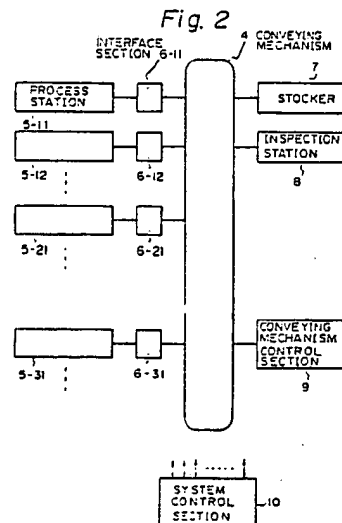 Fig. 2
INTERFACE
SECTION 6-11
4 CONVEYING
MECHANISM
7
PROCESS
STATION
STOCKER
5-11
INSPECTION
STATION
5-12
6-12
8
5-21
6-21
CONVEYING
MECHANISM
CONTROL
SECTION
5-31
6-31
9
SYSTEM
CONTROL
SECTION
10